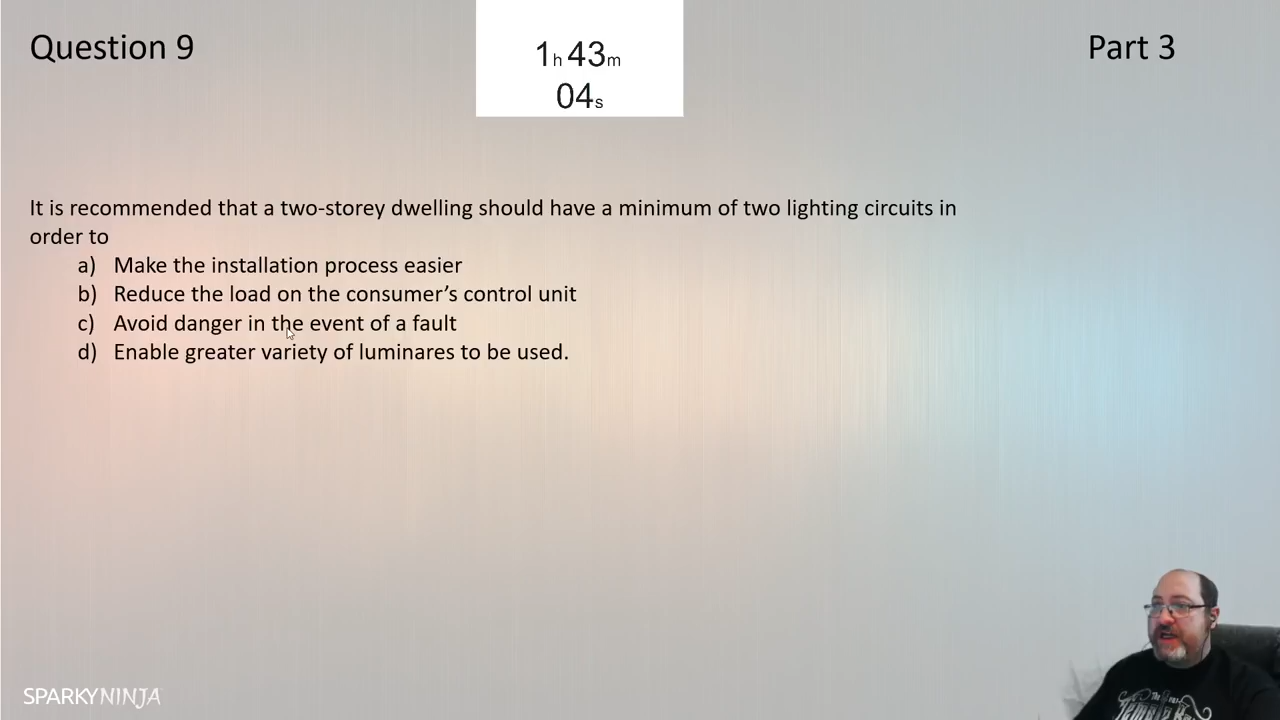 Question 9
1h 43m
04s
Part 3
It is recommended that a two-storey dwelling should have a minimum of two lighting circuits in
order to
a) Make the installation process easier
b) Reduce the load on the consumer’s control unit
c) Avoid danger in the event of a fault
d) Enable greater variety of luminares to be used.
SPARKYNINJA